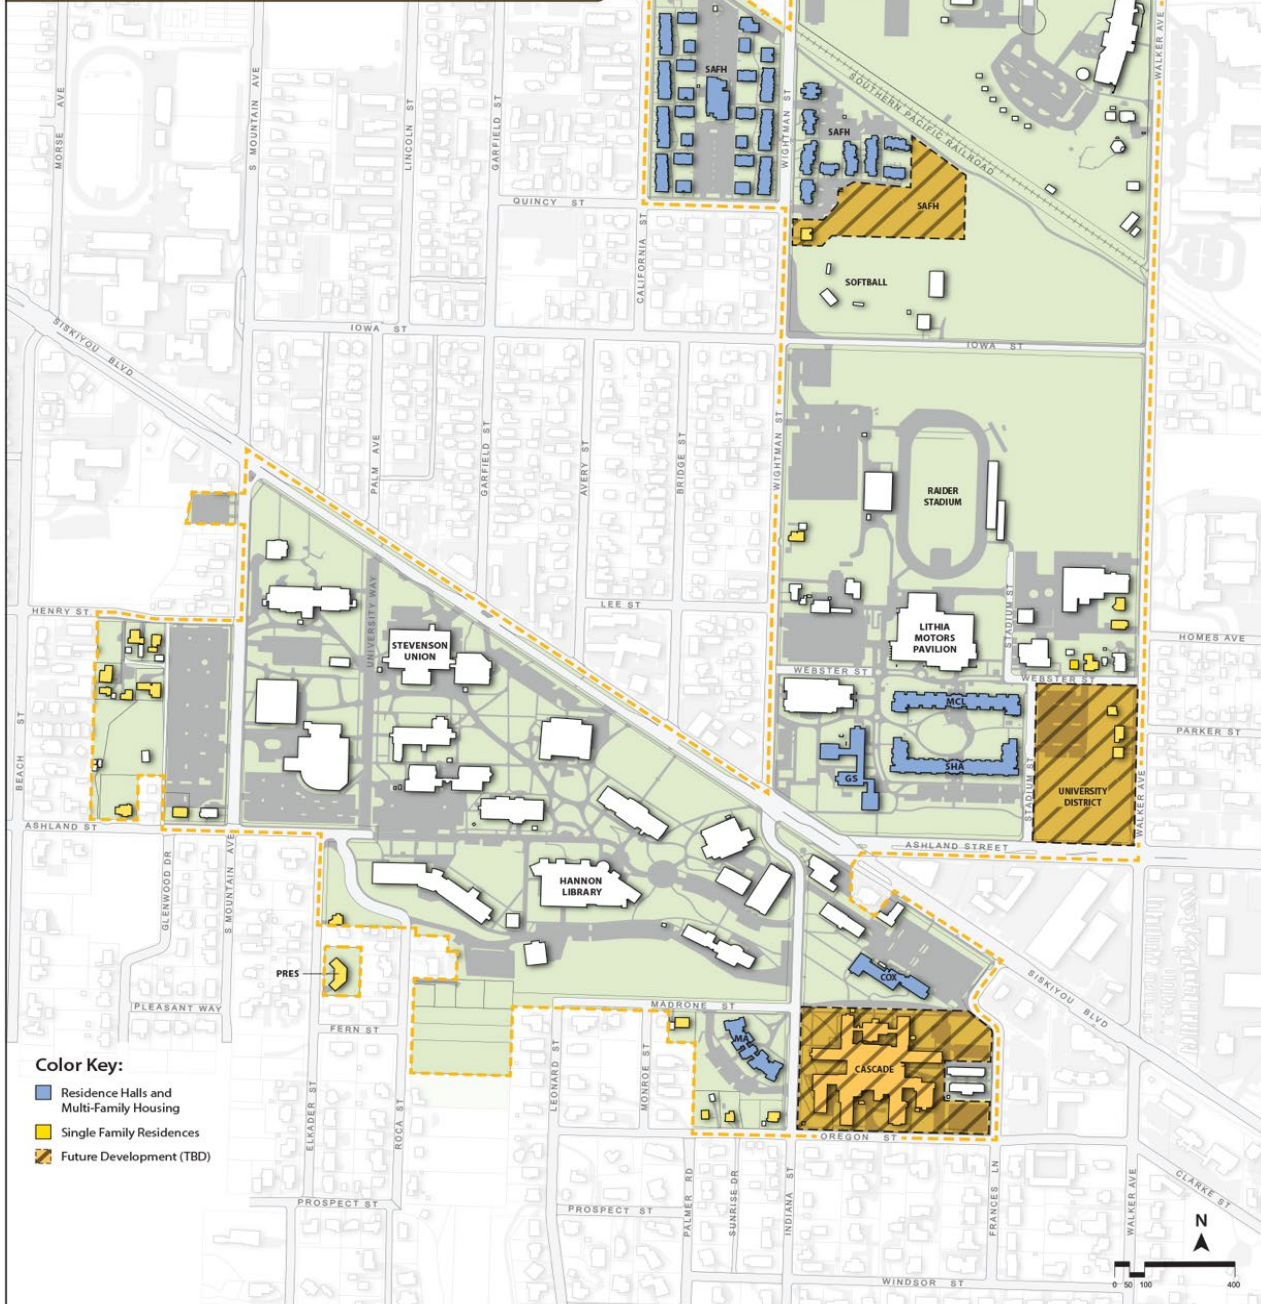 SAFH
SAFH
SAFH
SOUTHERN PACIFIC RAILROAD
WALKER AVE
MORSE AVE
S MOUNTAIN AVE
LINCOLN ST
GARFIELD ST
WIGHTMAN ST
QUINCY ST
CALIFORNIA ST
SOFTBALL
SISKIYOU BLVD
IOWA ST
IOWA ST
PALM AVE
GARFIELD ST
AVERY ST
BRIDGE ST
WIGHTMAN ST
RAIDER
STADIUM
HENRY ST
UNIVERSITY WAY
LEE ST
STADIUM ST
STEVENSON
UNION
LITHIA
MOTORS
PAVILION
HOMES AVE
WEBSTER ST
WEBSTER ST
MCL
PARKER ST
BEACH ST
SHA
GS
STADIUM ST
UNIVERSITY
DISTRICT
WALKER AVE
ASHLAND ST
ASHLAND STREET
GLENWOOD DR
S MOUNTAIN AVE
HANNON
LIBRARY
PRES
COX
SISKIYOU BLVD
PLEASANT WAY
MADRONE ST
FERN ST
MA
CASCADE
LEONARD ST
MONROE ST
ELKADER ST
ROCA ST
OREGON ST
Color Key:
Residence Halls and
Multi-Family Housing
Single Family Residences
Future Development (TBD)
PROSPECT ST
PROSPECT ST
PALMER RD
SUNRISE DR
INDIANA ST
FRANCES LN
WALKER AVE
CLARKE ST
WINDSOR ST
N
0 50 100 400